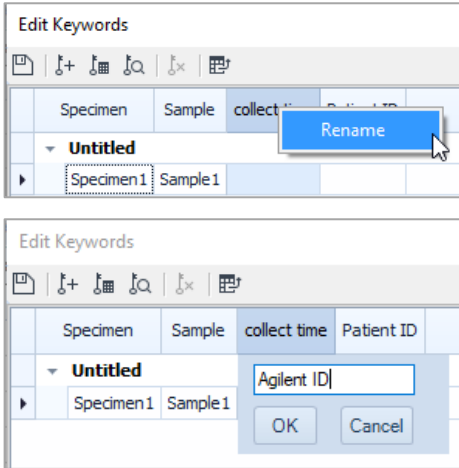 Edit Keywords
Specimen Sample collect Patient ID
Rename
Untitled
Specimen1 Sample1
Edit Keywords
Specimen Sample collect time Patient ID
Untitled
Agilent ID
Specimen1 Sample1
OK Cancel